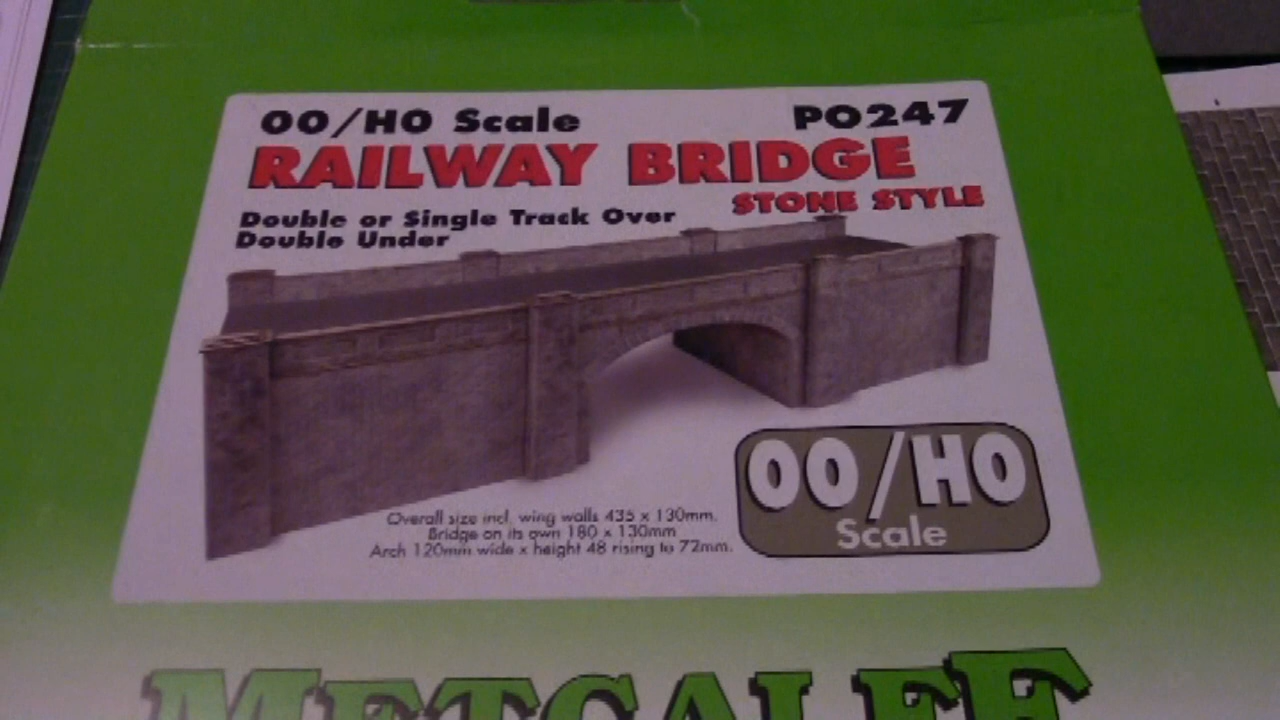 OO/HO Scale PO247
RAILWAY BRIDGE
STONE STYLE
Double or Single Track Over
Double Under
Overall size incl. wing walls 435 x 130mm.
Bridge on its own 180 x 130mm
Arch 120mm wide x height 48 rising to 72mm.
OO/HO
Scale
METCALFE